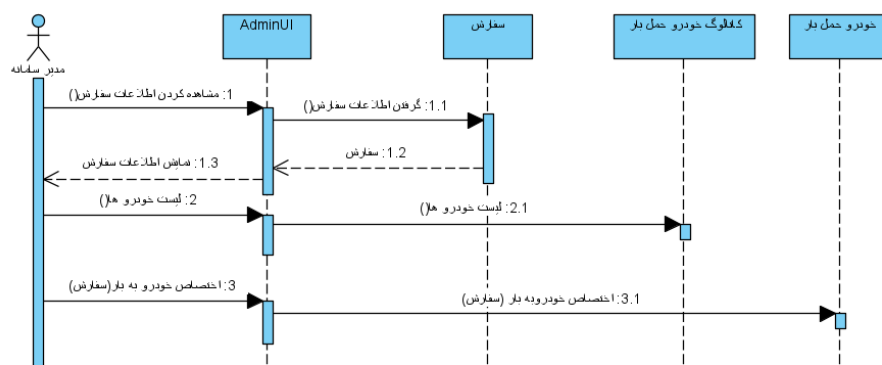 AdminUI
سفارش
کاتالوگ خودرو حمل بار
خودرو حمل بار
مدیر سامانه
1: مشاهده کردن اطلاعات سفارش()
1.1: گرفتن اطلاعات سفارش()
1.2: سفارش
1.3: نمایش اطلاعات سفارش
2: لیست خودرو ها()
2.1: لیست خودرو ها()
3: اختصاص خودرو به بار(سفارش)
3.1: اختصاص خودروبه بار (سفارش)